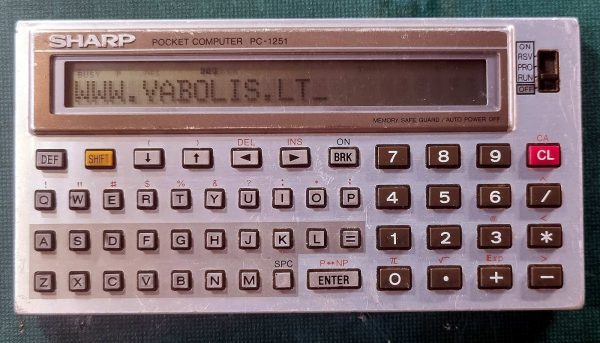 SHARP POCKET COMPUTER PC-1251
ON
RSV
PRO
RUN
OFF
BUSY P
WWW.VABOLIS.LT_
MEMORY SAFE GUARD / AUTO POWER OFF
( ) DEL INS ON CA
DEF SHIFT ↓ ↑ ◄ ► BRK 7 8 9 CL
! " # $ % & ? : , ; ^
Q W E R T Y U I O P 4 5 6 /
@ < >
A S D F G H J K L = 1 2 3 *
SPC P↔NP π √ Exp
Z X C V B N M ENTER 0 • + −